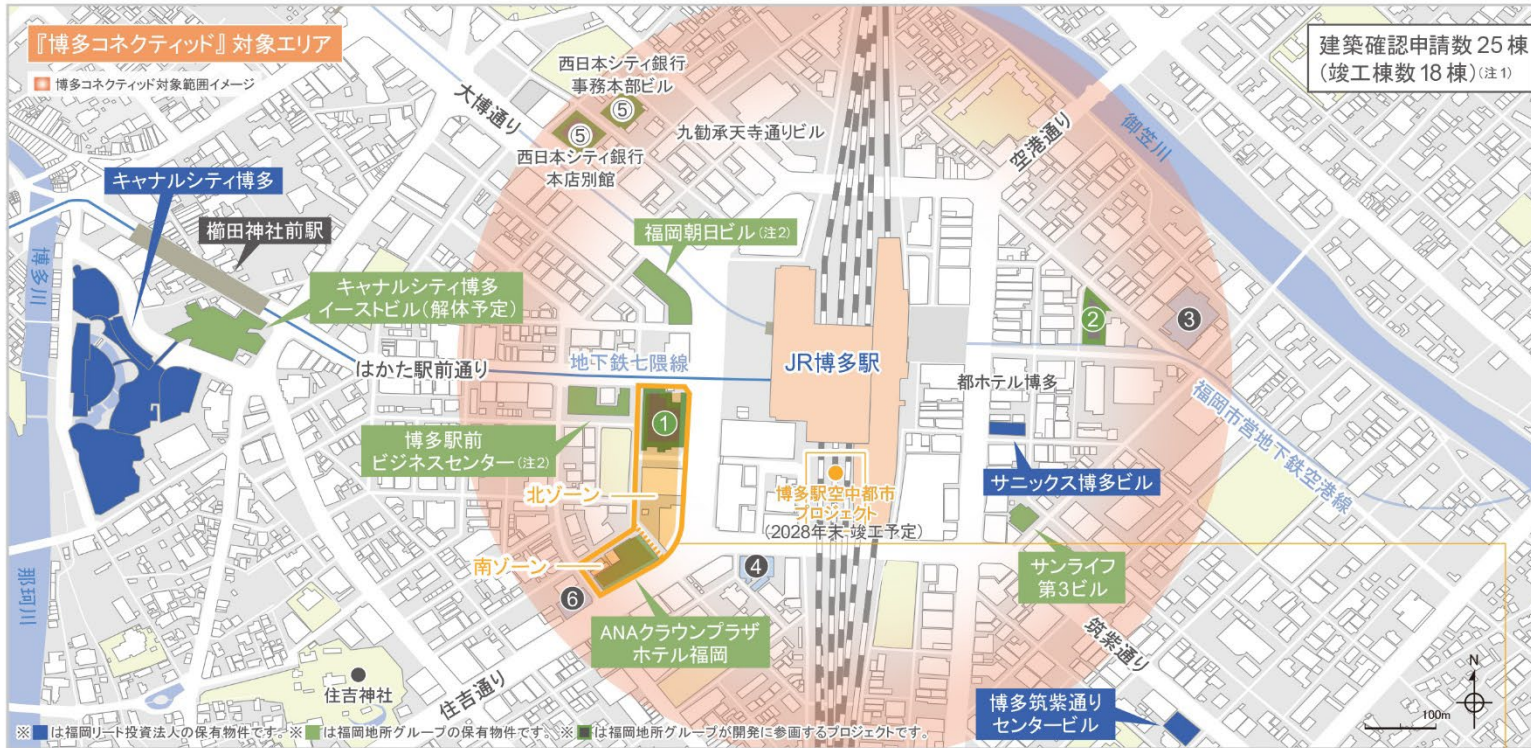 『博多コネクティッド』対象エリア
博多コネクティッド対象範囲イメージ
建築確認申請数25棟
(竣工棟数18棟)(注1)
西日本シティ銀行
事務本部ビル
⑤
⑤
西日本シティ銀行
本店別館
大博通り
九勧承天寺通りビル
空港通り
御笠川
キャナルシティ博多
櫛田神社前駅
福岡朝日ビル(注2)
博多川
キャナルシティ博多
イーストビル(解体予定)
2
3
はかた駅前通り
地下鉄七隈線
JR博多駅
都ホテル博多
福岡市営地下鉄空港線
1
博多駅前
ビジネスセンター(注2)
サニックス博多ビル
北ゾーン
博多駅空中都市
プロジェクト
(2028年末 竣工予定)
南ゾーン
4
サンライフ
第3ビル
6
那珂川
ANAクラウンプラザ
ホテル福岡
筑紫通り
住吉神社
住吉通り
博多筑紫通り
センタービル
N
100m
※は福岡リート投資法人の保有物件です。※は福岡地所グループの保有物件です。※は福岡地所グループが開発に参画するプロジェクトです。